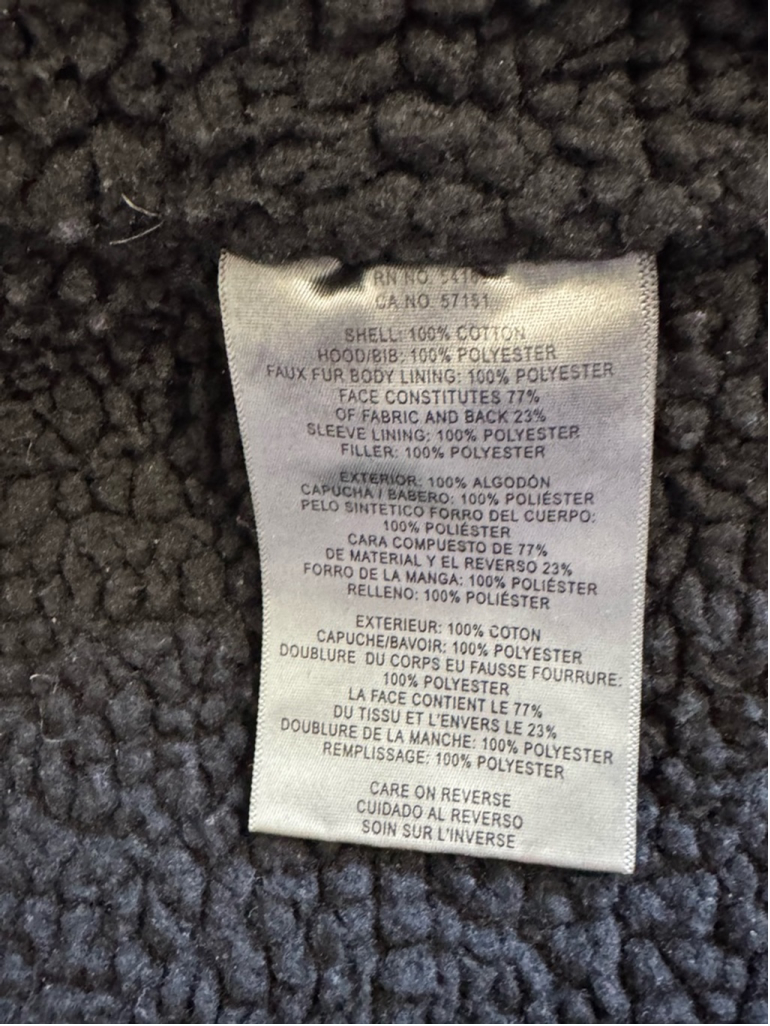 RN NO.
CA NO. 57151
SHELL: 100% COTTON
HOOD/BIB: 100% POLYESTER
FAUX FUR BODY LINING: 100% POLYESTER
FACE CONSTITUTES 77%
OF FABRIC AND BACK 23%
SLEEVE LINING: 100% POLYESTER
FILLER: 100% POLYESTER
EXTERIOR: 100% ALGODÓN
CAPUCHA / BABERO: 100% POLIÉSTER
PELO SINTETICO FORRO DEL CUERPO:
100% POLIÉSTER
CARA COMPUESTO DE 77%
DE MATERIAL Y EL REVERSO 23%
FORRO DE LA MANGA: 100% POLIÉSTER
RELLENO: 100% POLIÉSTER
EXTERIEUR: 100% COTON
CAPUCHE/BAVOIR: 100% POLYESTER
DOUBLURE DU CORPS EU FAUSSE FOURRURE:
100% POLYESTER
LA FACE CONTIENT LE 77%
DU TISSU ET L'ENVERS LE 23%
DOUBLURE DE LA MANCHE: 100% POLYESTER
REMPLISSAGE: 100% POLYESTER
CARE ON REVERSE
CUIDADO AL REVERSO
SOIN SUR L'INVERSE